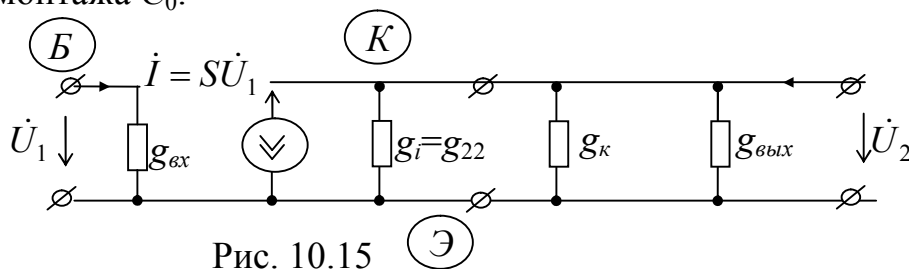 монтажа C₀.
Б
К
İ = SU̇₁
U̇₁
gвх
gᵢ=g₂₂
gк
gвых
U̇₂
Э
Рис. 10.15